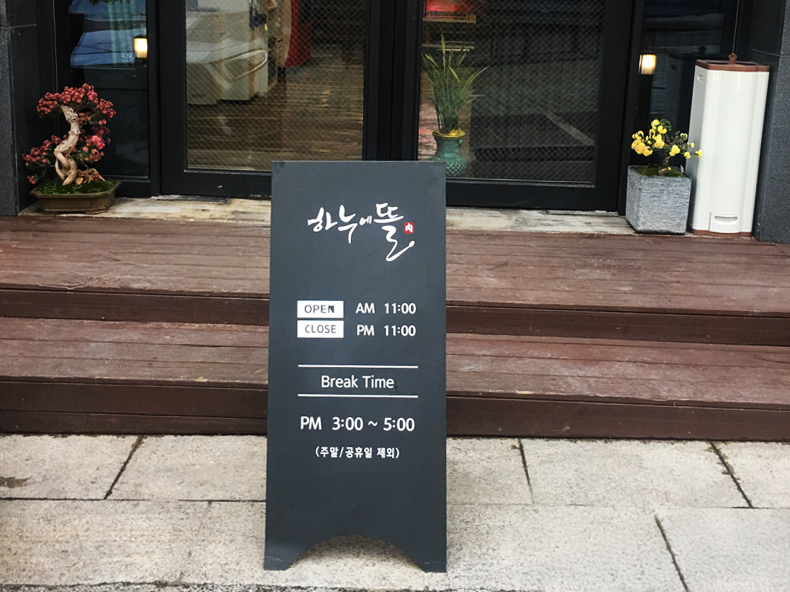 하누에뜰 肉
OPEN AM 11:00
CLOSE PM 11:00
Break Time
PM 3:00 ~ 5:00
(주말/공휴일 제외)